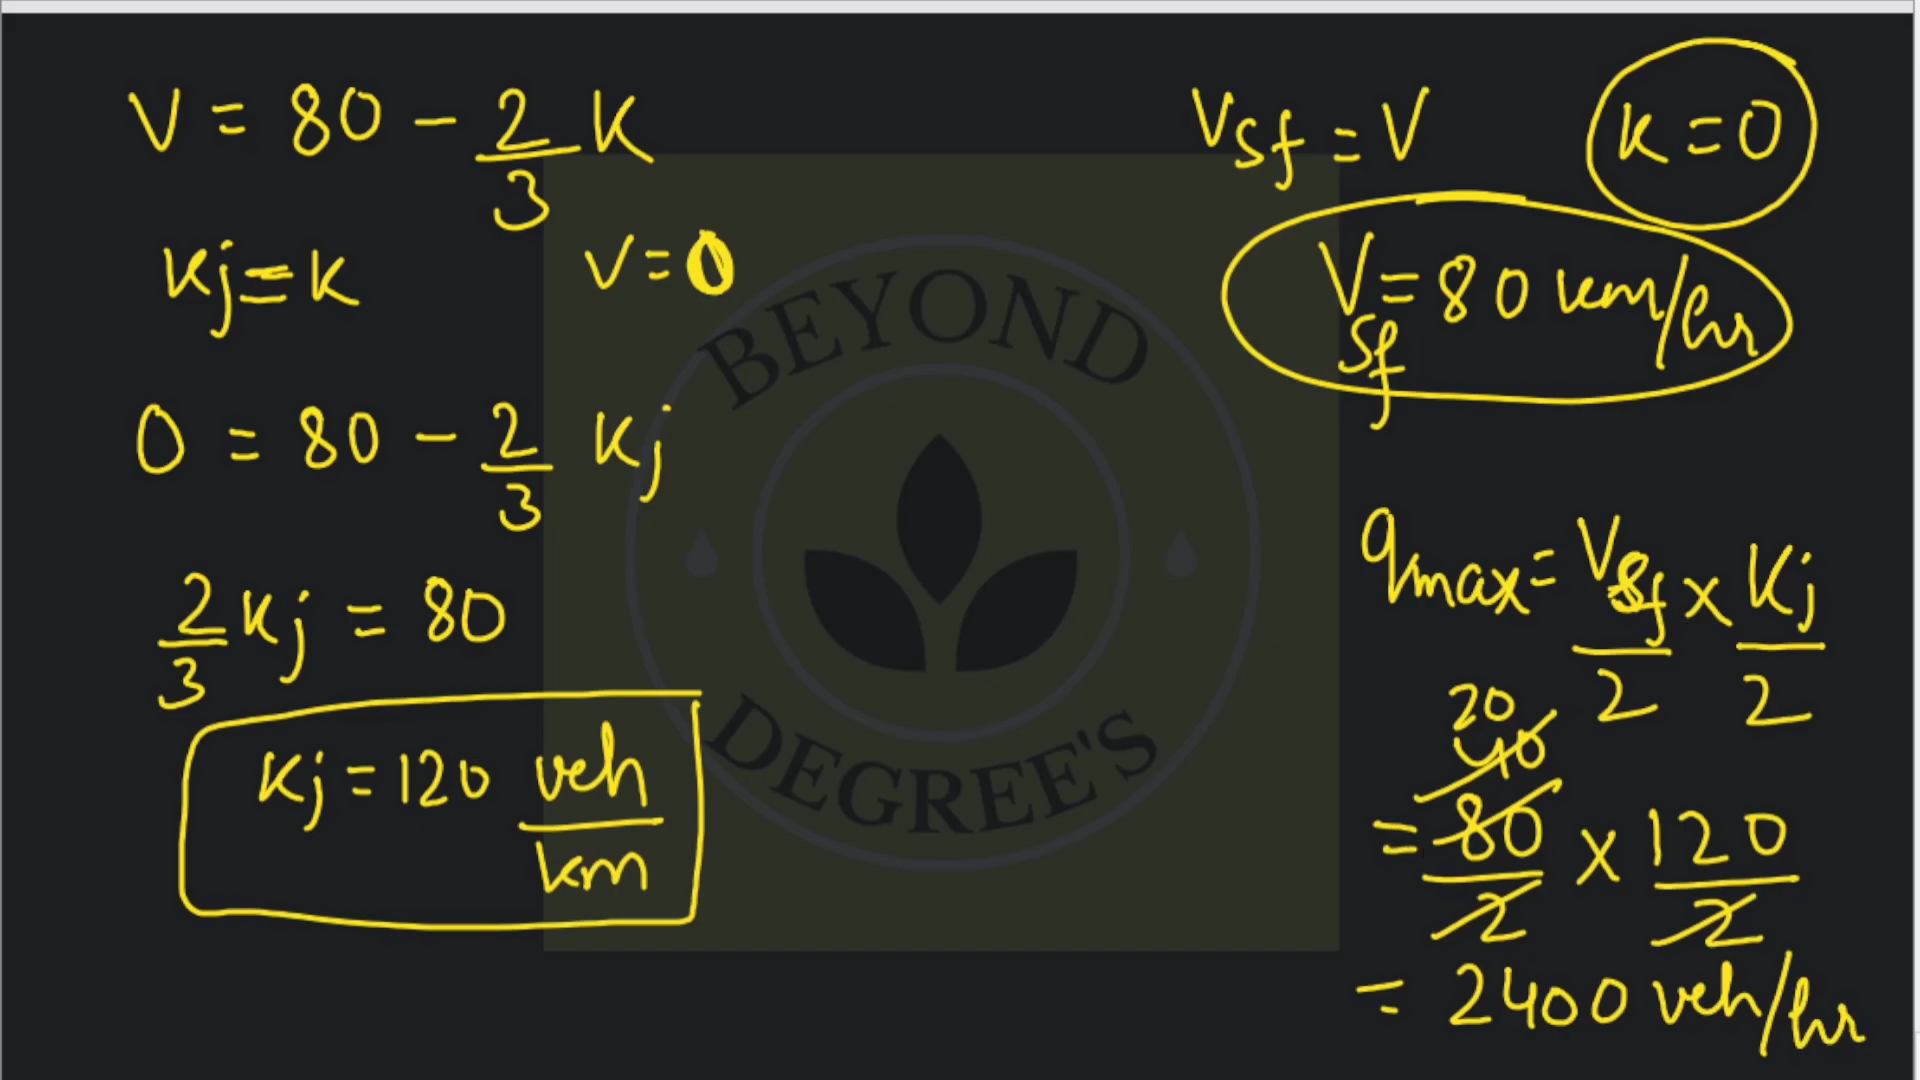 V = 80 - 2/3 K
Kj = K V = 0
0 = 80 - 2/3 Kj
2/3 Kj = 80
Kj = 120 veh/km
Vsf = V K = 0
Vsf = 80 km/hr
qmax = Vsf/2 × Kj/2
20
40
= 80/2 × 120/2
= 2400 veh/hr
BEYOND
DEGREE'S